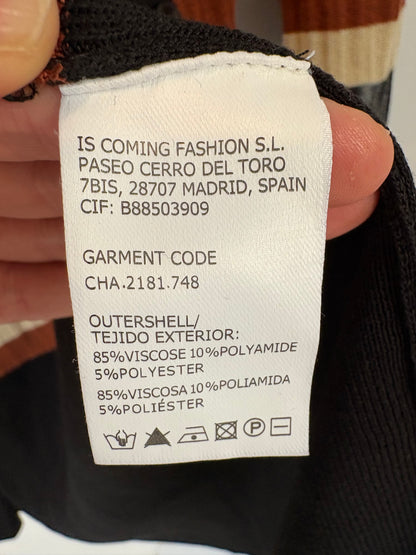 IS COMING FASHION S.L.
PASEO CERRO DEL TORO
7BIS, 28707 MADRID, SPAIN
CIF: B88503909
GARMENT CODE
CHA.2181.748
OUTERSHELL/
TEJIDO EXTERIOR:
85%VISCOSE 10%POLYAMIDE
5%POLYESTER
85%VISCOSA 10%POLIAMIDA
5%POLIÉSTER
P